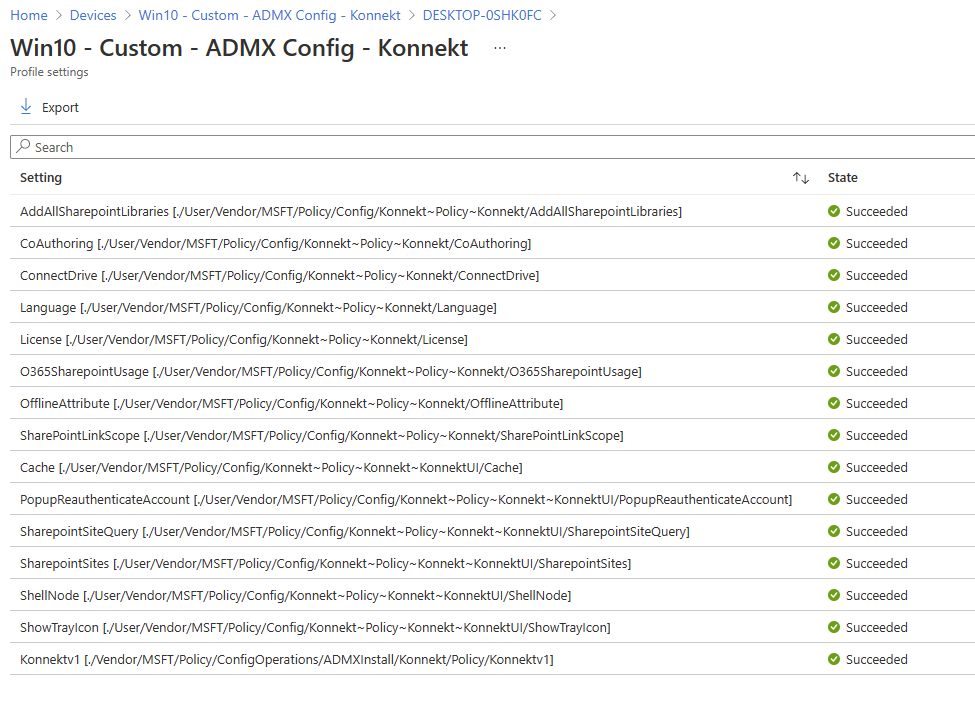 Home > Devices > Win10 - Custom - ADMX Config - Konnekt > DESKTOP-0SHK0FC >
Win10 - Custom - ADMX Config - Konnekt ...
Profile settings
Export
Search
Setting State
AddAllSharepointLibraries [./User/Vendor/MSFT/Policy/Config/Konnekt~Policy~Konnekt/AddAllSharepointLibraries] Succeeded
CoAuthoring [./User/Vendor/MSFT/Policy/Config/Konnekt~Policy~Konnekt/CoAuthoring] Succeeded
ConnectDrive [./User/Vendor/MSFT/Policy/Config/Konnekt~Policy~Konnekt/ConnectDrive] Succeeded
Language [./User/Vendor/MSFT/Policy/Config/Konnekt~Policy~Konnekt/Language] Succeeded
License [./User/Vendor/MSFT/Policy/Config/Konnekt~Policy~Konnekt/License] Succeeded
O365SharepointUsage [./User/Vendor/MSFT/Policy/Config/Konnekt~Policy~Konnekt/O365SharepointUsage] Succeeded
OfflineAttribute [./User/Vendor/MSFT/Policy/Config/Konnekt~Policy~Konnekt/OfflineAttribute] Succeeded
SharePointLinkScope [./User/Vendor/MSFT/Policy/Config/Konnekt~Policy~Konnekt/SharePointLinkScope] Succeeded
Cache [./User/Vendor/MSFT/Policy/Config/Konnekt~Policy~Konnekt~KonnektUI/Cache] Succeeded
PopupReauthenticateAccount [./User/Vendor/MSFT/Policy/Config/Konnekt~Policy~Konnekt~KonnektUI/PopupReauthenticateAccount] Succeeded
SharepointSiteQuery [./User/Vendor/MSFT/Policy/Config/Konnekt~Policy~Konnekt~KonnektUI/SharepointSiteQuery] Succeeded
SharepointSites [./User/Vendor/MSFT/Policy/Config/Konnekt~Policy~Konnekt~KonnektUI/SharepointSites] Succeeded
ShellNode [./User/Vendor/MSFT/Policy/Config/Konnekt~Policy~Konnekt~KonnektUI/ShellNode] Succeeded
ShowTrayIcon [./User/Vendor/MSFT/Policy/Config/Konnekt~Policy~Konnekt~KonnektUI/ShowTrayIcon] Succeeded
Konnektv1 [./Vendor/MSFT/Policy/ConfigOperations/ADMXInstall/Konnekt/Policy/Konnektv1] Succeeded